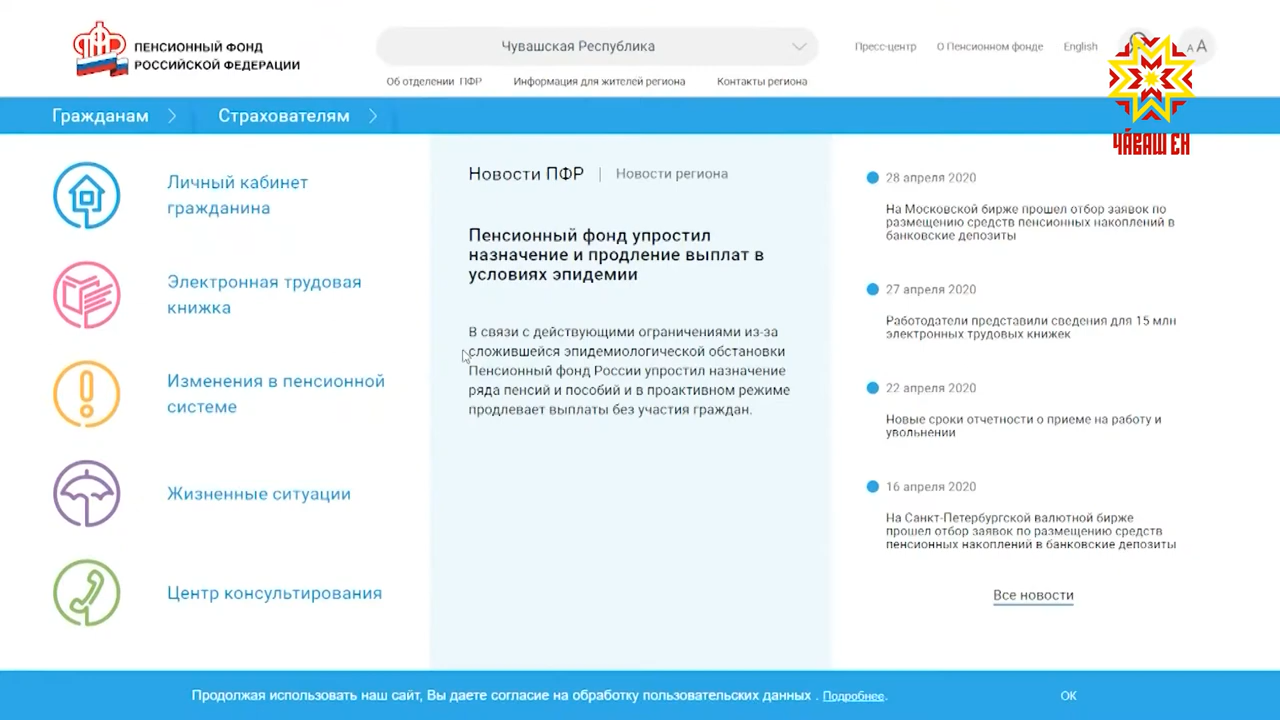 ПЕНСИОННЫЙ ФОНД
РОССИЙСКОЙ ФЕДЕРАЦИИ
Чувашская Республика
Пресс-центр
О Пенсионном фонде
English
A A
Об отделении ПФР
Информация для жителей региона
Контакты региона
ЧӐВАШ ЕН
Гражданам
Страхователям
Личный кабинет
гражданина
Электронная трудовая
книжка
Изменения в пенсионной
системе
Жизненные ситуации
Центр консультирования
Новости ПФР | Новости региона
Пенсионный фонд упростил
назначение и продление выплат в
условиях эпидемии
В связи с действующими ограничениями из-за
сложившейся эпидемиологической обстановки
Пенсионный фонд России упростил назначение
ряда пенсий и пособий и в проактивном режиме
продлевает выплаты без участия граждан.
28 апреля 2020
На Московской бирже прошел отбор заявок по
размещению средств пенсионных накоплений в
банковские депозиты
27 апреля 2020
Работодатели представили сведения для 15 млн
электронных трудовых книжек
22 апреля 2020
Новые сроки отчетности о приеме на работу и
увольнении
16 апреля 2020
На Санкт-Петербургской валютной бирже
прошел отбор заявок по размещению средств
пенсионных накоплений в банковские депозиты
Все новости
Продолжая использовать наш сайт, Вы даете согласие на обработку пользовательских данных . Подробнее.
OK